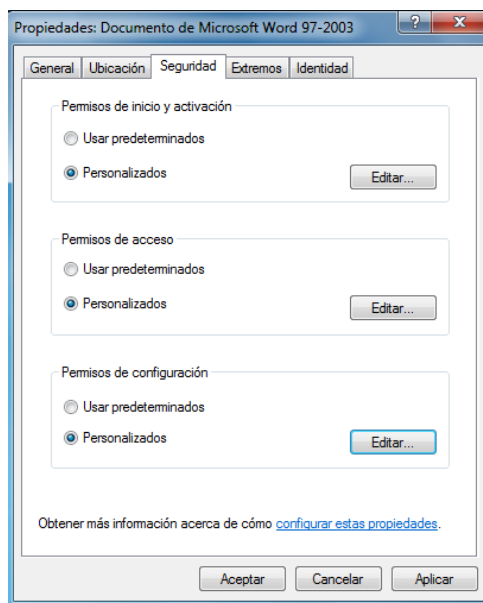 Propiedades: Documento de Microsoft Word 97-2003
?
X
General Ubicación Seguridad Extremos Identidad
Permisos de inicio y activación
Usar predeterminados
Personalizados
Editar...
Permisos de acceso
Usar predeterminados
Personalizados
Editar...
Permisos de configuración
Usar predeterminados
Personalizados
Editar...
Obtener más información acerca de cómo configurar estas propiedades.
Aceptar Cancelar Aplicar